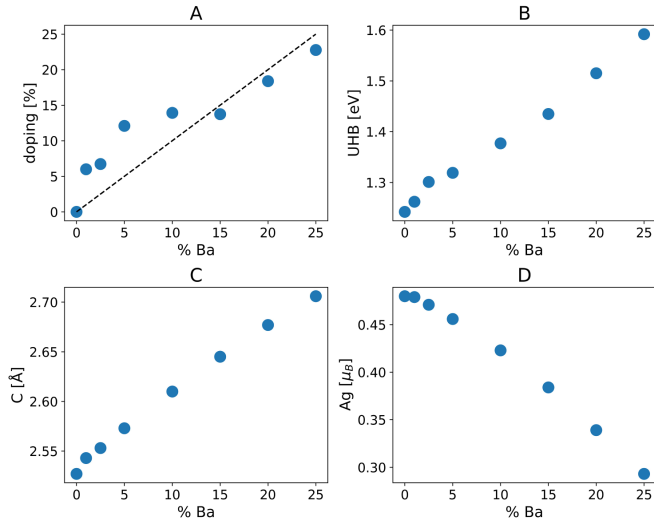 A
25
20
15
10
5
0
doping [%]
0 5 10 15 20 25
% Ba
B
1.6
1.5
1.4
1.3
UHB [eV]
0 5 10 15 20 25
% Ba
C
2.70
2.65
2.60
2.55
C [Å]
0 5 10 15 20 25
% Ba
D
0.45
0.40
0.35
0.30
Ag [μ_B]
0 5 10 15 20 25
% Ba